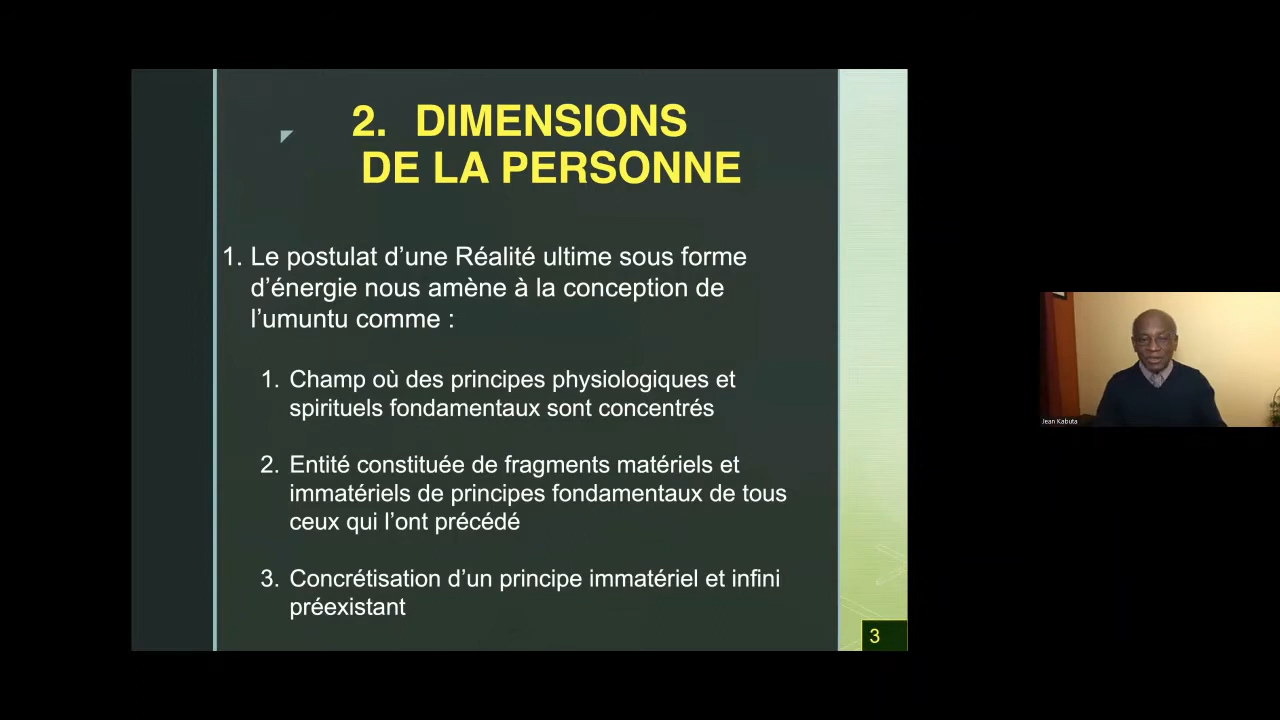 2. DIMENSIONS
DE LA PERSONNE
1. Le postulat d’une Réalité ultime sous forme
d’énergie nous amène à la conception de
l’umuntu comme :
1. Champ où des principes physiologiques et
spirituels fondamentaux sont concentrés
2. Entité constituée de fragments matériels et
immatériels de principes fondamentaux de tous
ceux qui l’ont précédé
3. Concrétisation d’un principe immatériel et infini
préexistant
3
Jean Kabuta